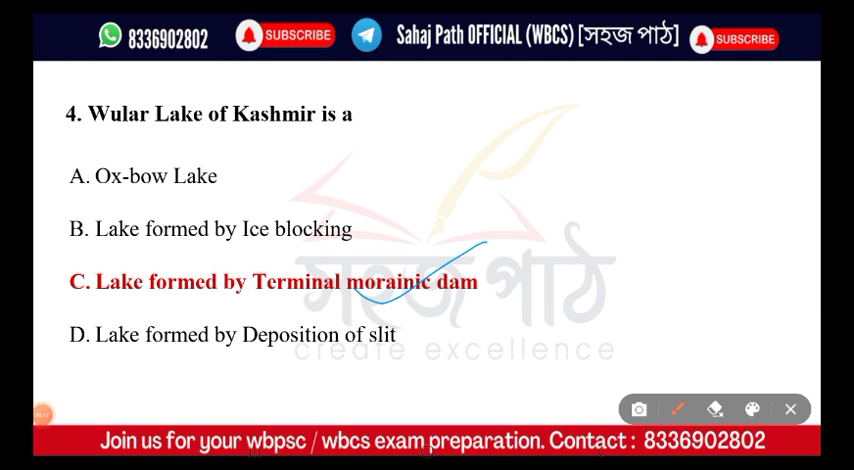 8336902802 SUBSCRIBE Sahaj Path OFFICIAL (WBCS) [সহজ পাঠ] SUBSCRIBE
4. Wular Lake of Kashmir is a
A. Ox-bow Lake
B. Lake formed by Ice blocking
C. Lake formed by Terminal morainic dam
D. Lake formed by Deposition of slit
সহজ পাঠ
create excellence
Join us for your wbpsc / wbcs exam preparation. Contact : 8336902802